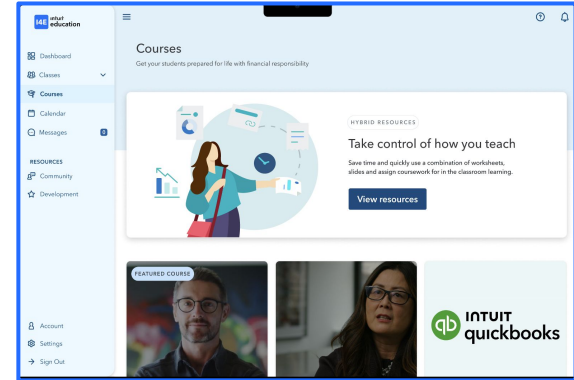 I4E intuit
education
Dashboard
Classes
Courses
Calendar
Messages
RESOURCES
Community
Development
Account
Settings
Sign Out
Courses
Get your students prepared for life with financial responsibility
HYBRID RESOURCES
Take control of how you teach
Save time and quickly use a combination of worksheets,
slides and assign coursework for in the classroom learning.
View resources
FEATURED COURSE
qb INTUIT
quickbooks